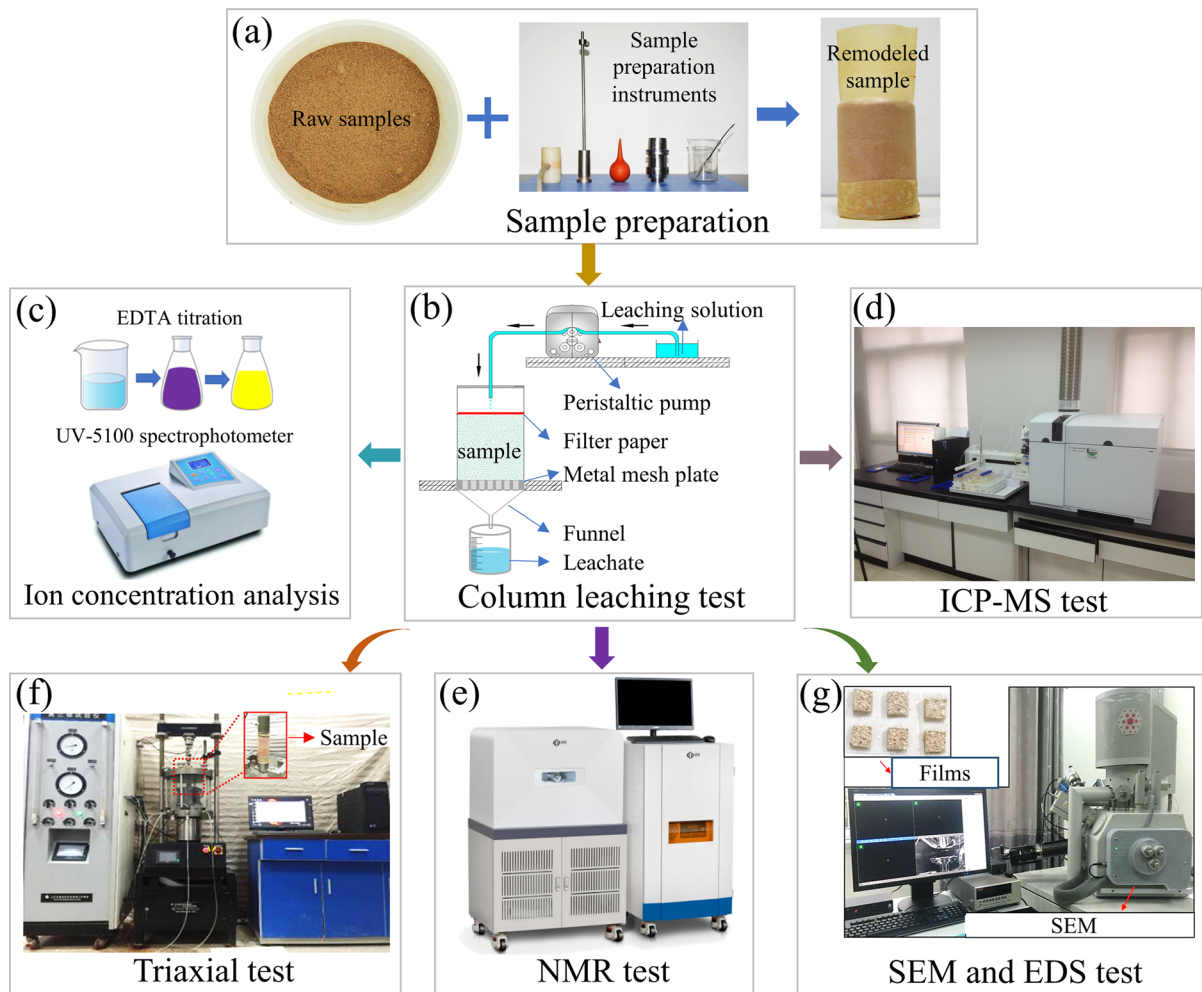 (a)
Raw samples
Sample
preparation
instruments
Remodeled
sample
Sample preparation
(c)
EDTA titration
UV-5100 spectrophotometer
Ion concentration analysis
(b)
Leaching solution
Peristaltic pump
Filter paper
sample
Metal mesh plate
Funnel
Leachate
Column leaching test
(d)
ICP-MS test
(f)
Sample
Triaxial test
(e)
NMR test
(g)
Films
SEM
SEM and EDS test